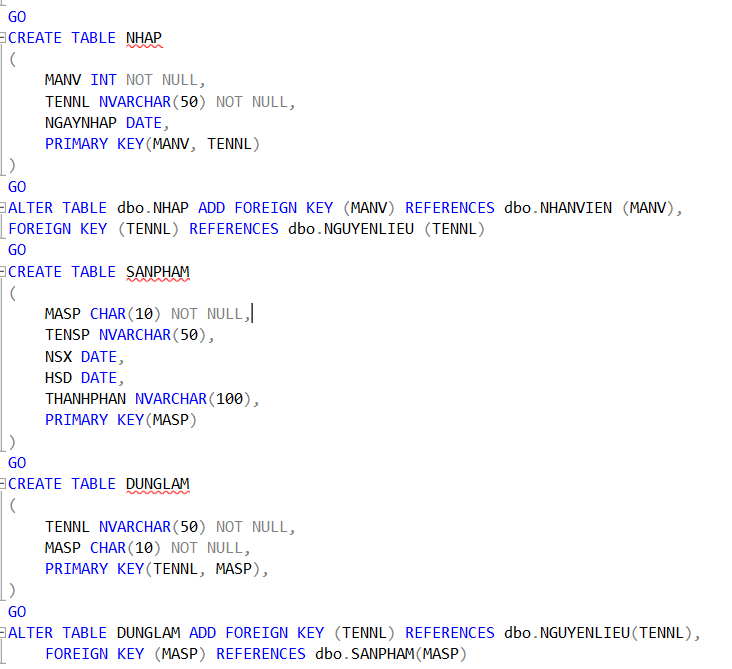 GO
CREATE TABLE NHAP
(
MANV INT NOT NULL,
TENNL NVARCHAR(50) NOT NULL,
NGAYNHAP DATE,
PRIMARY KEY(MANV, TENNL)
)
GO
ALTER TABLE dbo.NHAP ADD FOREIGN KEY (MANV) REFERENCES dbo.NHANVIEN (MANV),
FOREIGN KEY (TENNL) REFERENCES dbo.NGUYENLIEU (TENNL)
GO
CREATE TABLE SANPHAM
(
MASP CHAR(10) NOT NULL,
TENSP NVARCHAR(50),
NSX DATE,
HSD DATE,
THANHPHAN NVARCHAR(100),
PRIMARY KEY(MASP)
)
GO
CREATE TABLE DUNGLAM
(
TENNL NVARCHAR(50) NOT NULL,
MASP CHAR(10) NOT NULL,
PRIMARY KEY(TENNL, MASP),
)
GO
ALTER TABLE DUNGLAM ADD FOREIGN KEY (TENNL) REFERENCES dbo.NGUYENLIEU(TENNL),
FOREIGN KEY (MASP) REFERENCES dbo.SANPHAM(MASP)